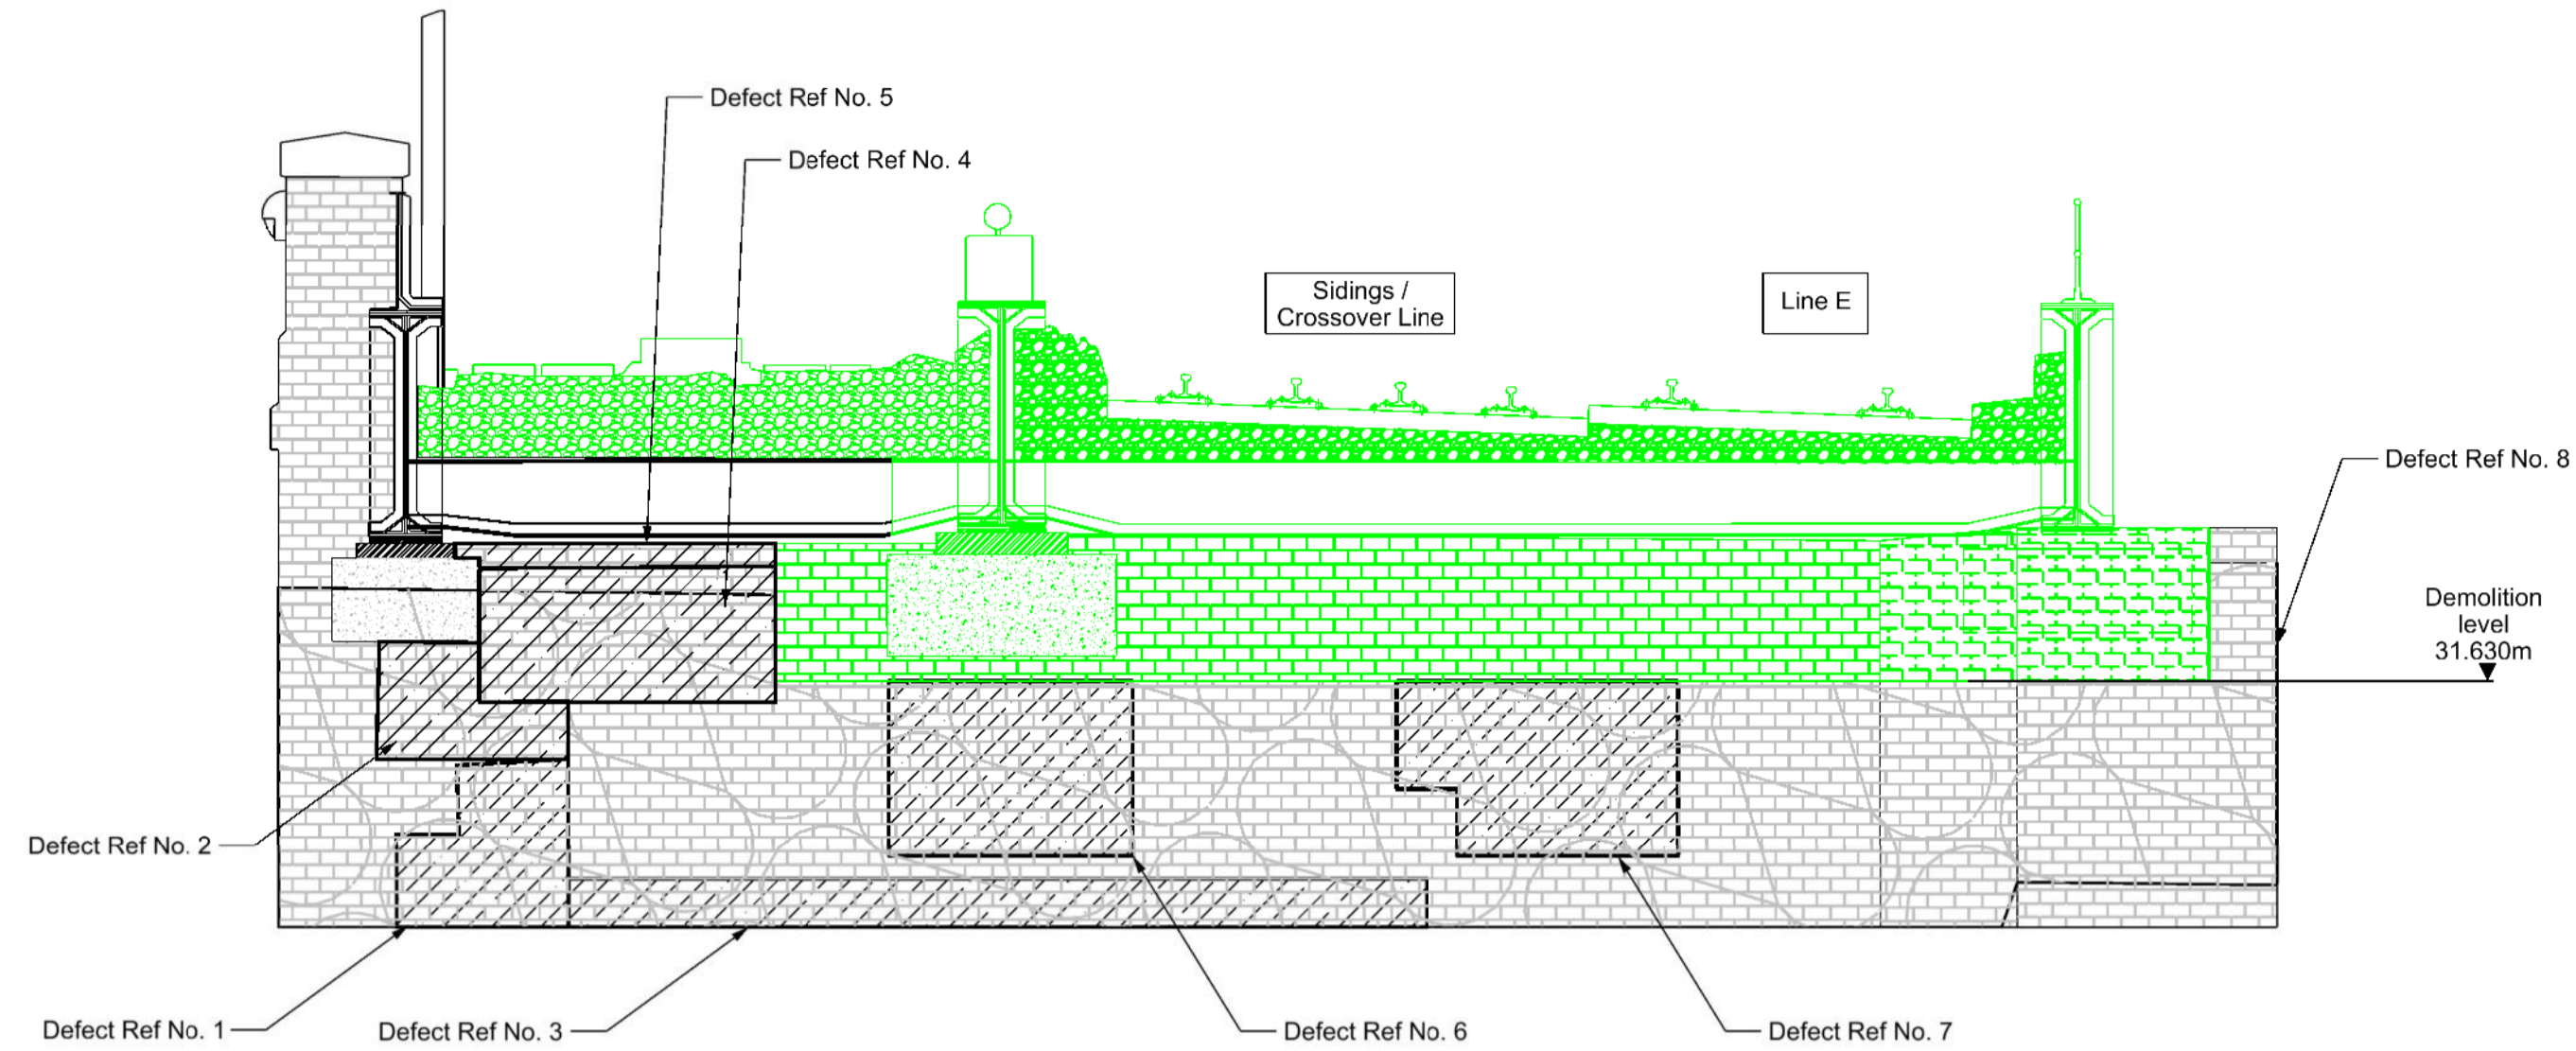 Defect Ref No. 5
Defect Ref No. 4
Sidings /
Crossover Line
Line E
Defect Ref No. 8
Demolition
level
31.630m
Defect Ref No. 2
Defect Ref No. 1
Defect Ref No. 3
Defect Ref No. 6
Defect Ref No. 7